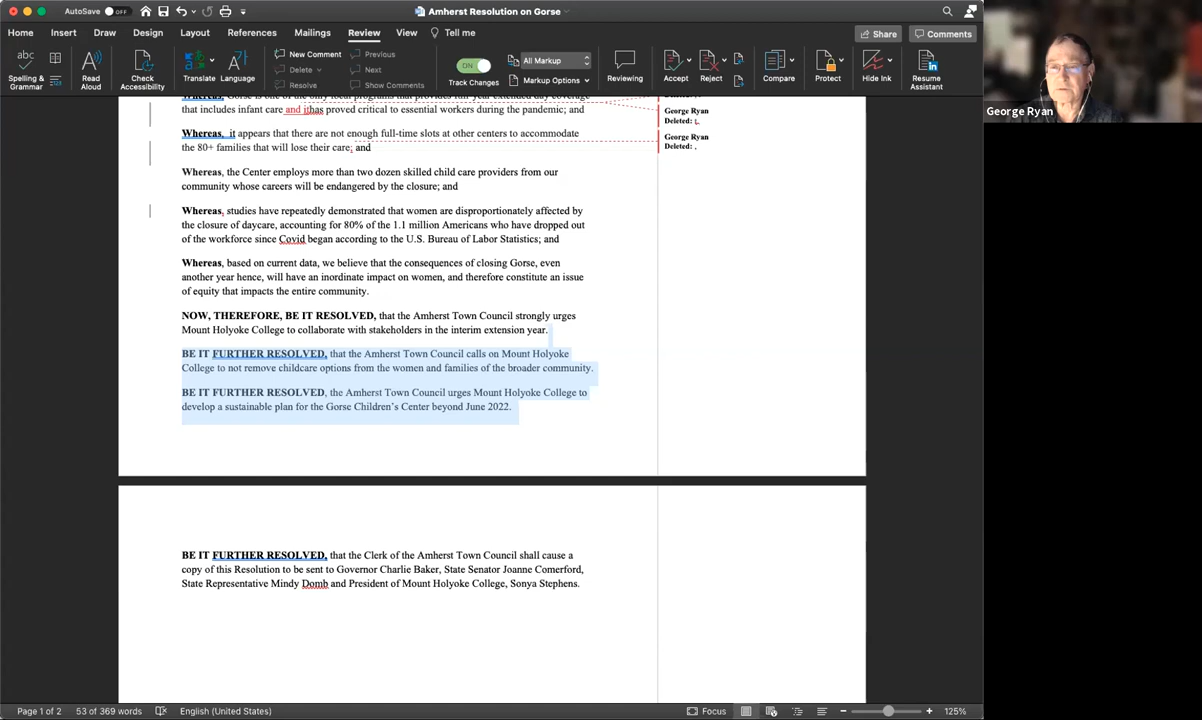 AutoSave OFF
Amherst Resolution on Gorse
Home Insert Draw Design Layout References Mailings Review View Tell me
Share Comments
abc
Spelling & Grammar
Read Aloud
Check Accessibility
Translate
Language
New Comment
Delete
Resolve
Previous
Next
Show Comments
ON
Track Changes
All Markup
Markup Options
Reviewing
Accept
Reject
Compare
Protect
Hide Ink
Resume Assistant
that includes infant care and iihas proved critical to essential workers during the pandemic; and
Whereas, it appears that there are not enough full-time slots at other centers to accommodate
the 80+ families that will lose their care; and
Whereas, the Center employs more than two dozen skilled child care providers from our
community whose careers will be endangered by the closure; and
Whereas, studies have repeatedly demonstrated that women are disproportionately affected by
the closure of daycare, accounting for 80% of the 1.1 million Americans who have dropped out
of the workforce since Covid began according to the U.S. Bureau of Labor Statistics; and
Whereas, based on current data, we believe that the consequences of closing Gorse, even
another year hence, will have an inordinate impact on women, and therefore constitute an issue
of equity that impacts the entire community.
NOW, THEREFORE, BE IT RESOLVED, that the Amherst Town Council strongly urges
Mount Holyoke College to collaborate with stakeholders in the interim extension year.
BE IT FURTHER RESOLVED, that the Amherst Town Council calls on Mount Holyoke
College to not remove childcare options from the women and families of the broader community.
BE IT FURTHER RESOLVED, the Amherst Town Council urges Mount Holyoke College to
develop a sustainable plan for the Gorse Children's Center beyond June 2022.
BE IT FURTHER RESOLVED, that the Clerk of the Amherst Town Council shall cause a
copy of this Resolution to be sent to Governor Charlie Baker, State Senator Joanne Comerford,
State Representative Mindy Domb and President of Mount Holyoke College, Sonya Stephens.
George Ryan
Deleted: t
George Ryan
Deleted: .
George Ryan
Page 1 of 2 53 of 369 words English (United States) Focus 125%